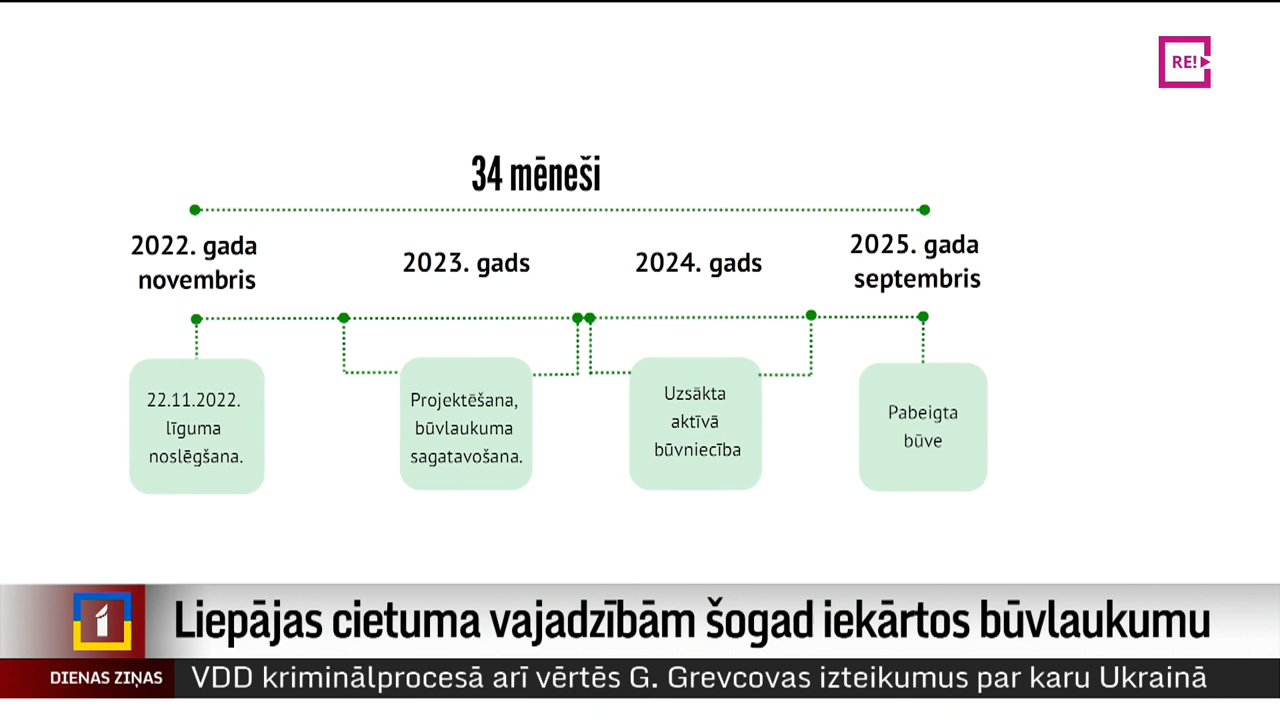 RE!
34 mēneši
2022. gada
novembris
2023. gads
2024. gads
2025. gada
septembris
22.11.2022.
līguma
noslēgšana.
Projektēšana,
būvlaukuma
sagatavošana.
Uzsākta
aktīvā
būvniecība
Pabeigta
būve
1 Liepājas cietuma vajadzībām šogad iekārtos būvlaukumu
DIENAS ZIŅAS VDD kriminālprocesā arī vērtēs G. Grevcovas izteikumus par karu Ukrainā